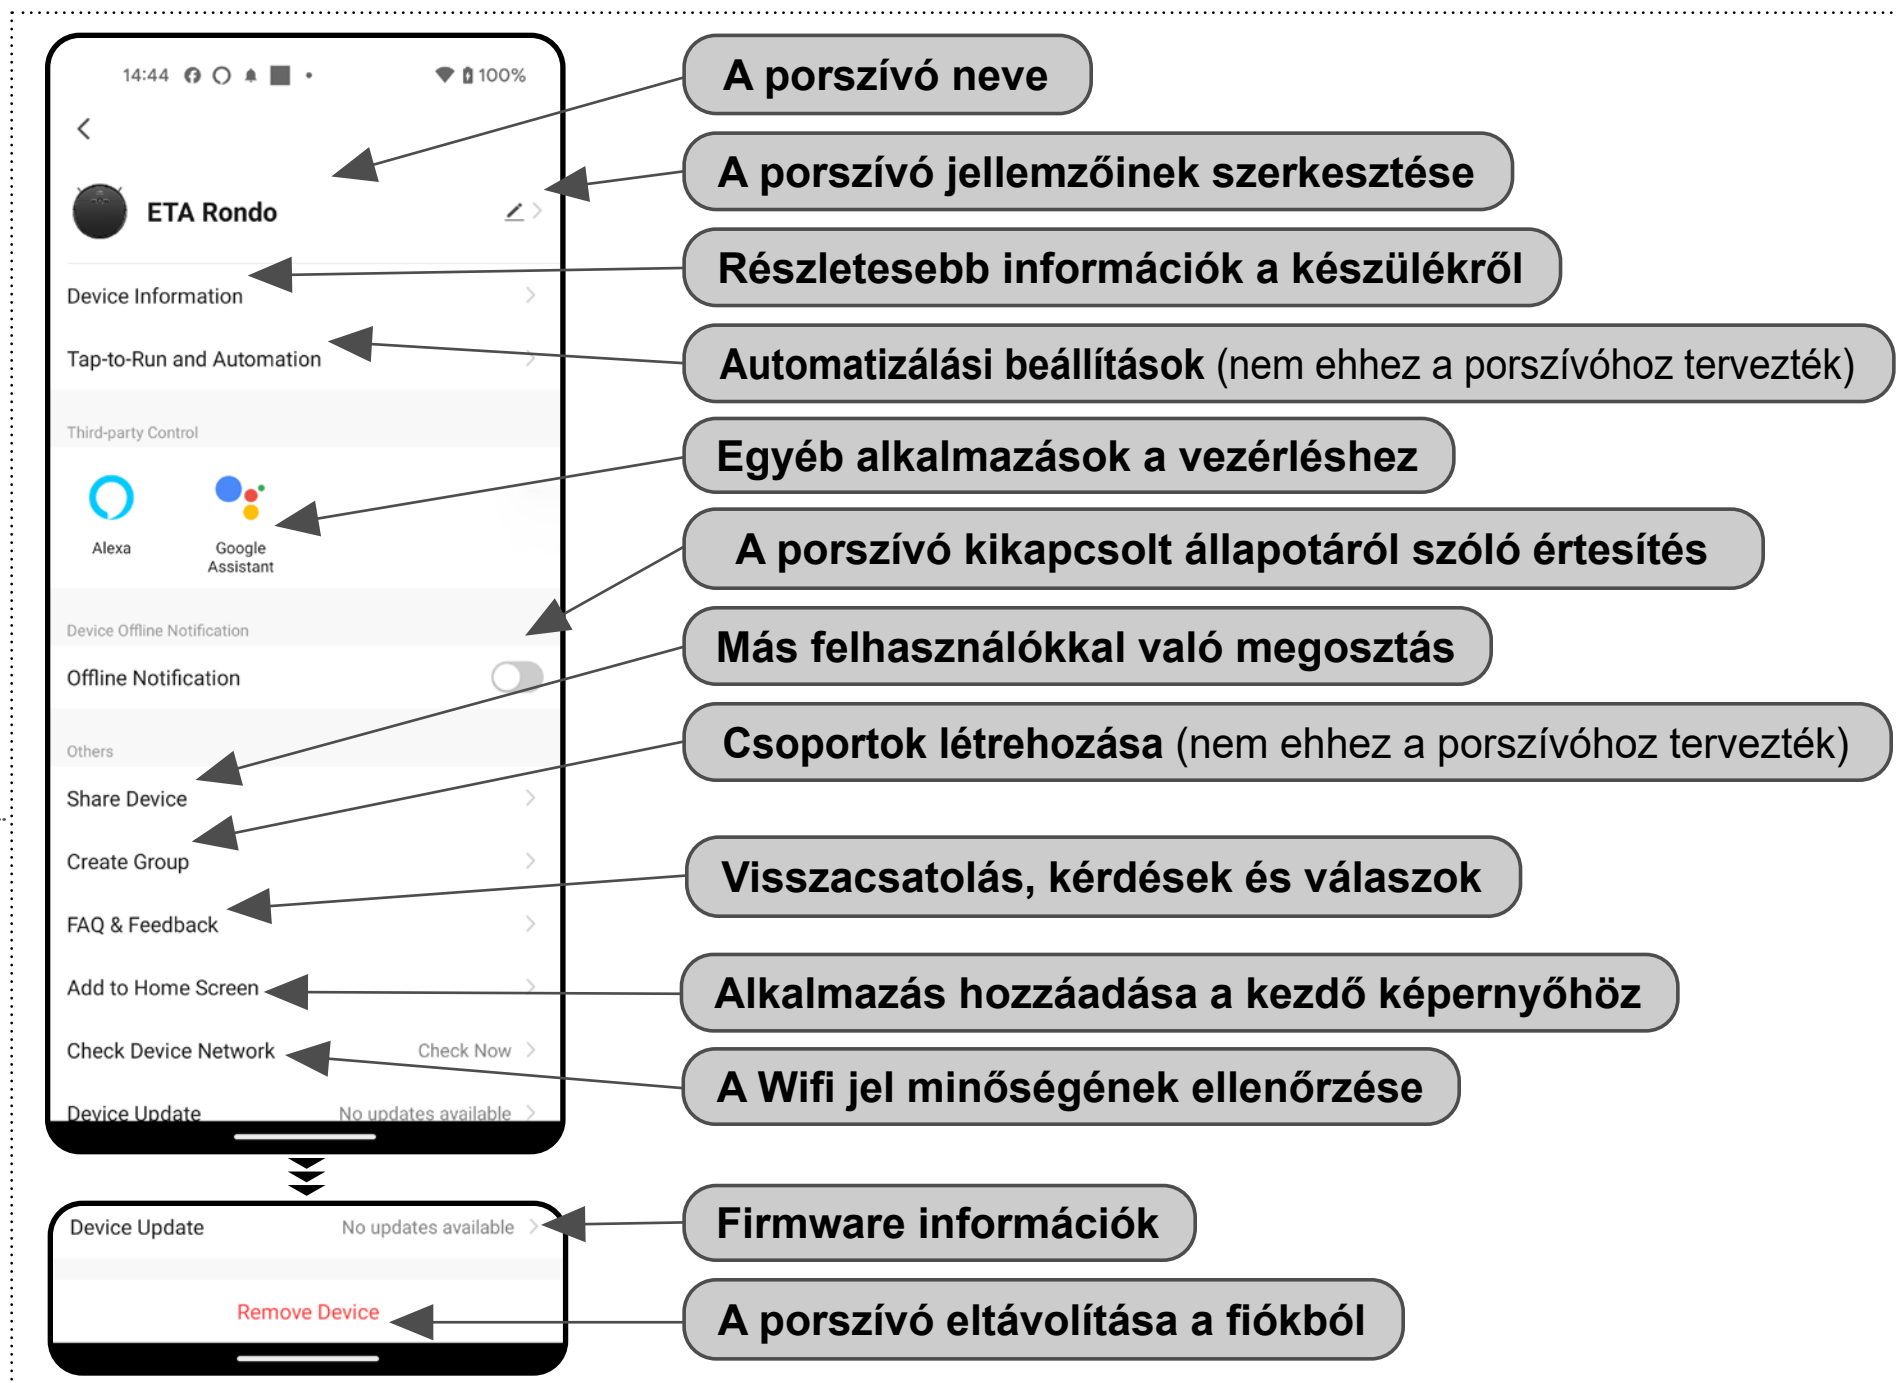 14:44
100%
A porszívó neve
A porszívó jellemzőinek szerkesztése
ETA Rondo
Részletesebb információk a készülékről
Device Information
Automatizálási beállítások (nem ehhez a porszívóhoz tervezték)
Tap-to-Run and Automation
Third-party Control
Egyéb alkalmazások a vezérléshez
Alexa
Google
Assistant
A porszívó kikapcsolt állapotáról szóló értesítés
Device Offline Notification
Más felhasználókkal való megosztás
Offline Notification
Others
Csoportok létrehozása (nem ehhez a porszívóhoz tervezték)
Share Device
Create Group
Visszacsatolás, kérdések és válaszok
FAQ & Feedback
Add to Home Screen
Alkalmazás hozzáadása a kezdő képernyőhöz
Check Device Network
Check Now
A Wifi jel minőségének ellenőrzése
Device Update
No updates available
Device Update
No updates available
Firmware információk
Remove Device
A porszívó eltávolítása a fiókból